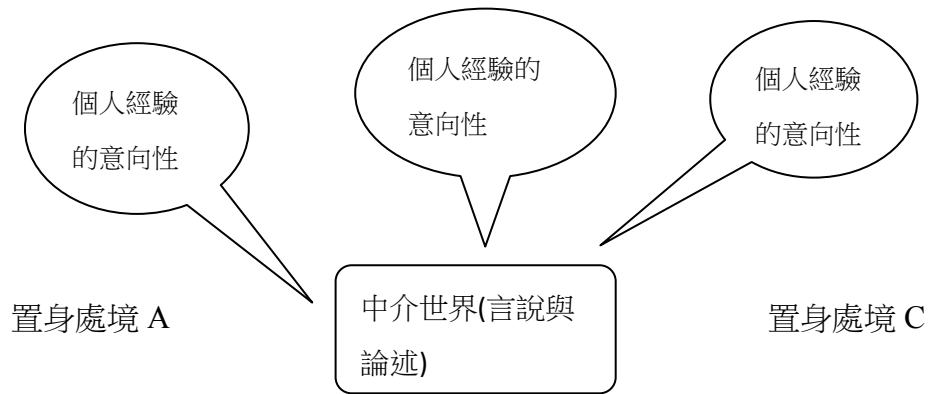 個人經驗
的意向性
個人經驗的
意向性
個人經驗
的意向性
置身處境 A
中介世界(言說與
論述)
置身處境 C